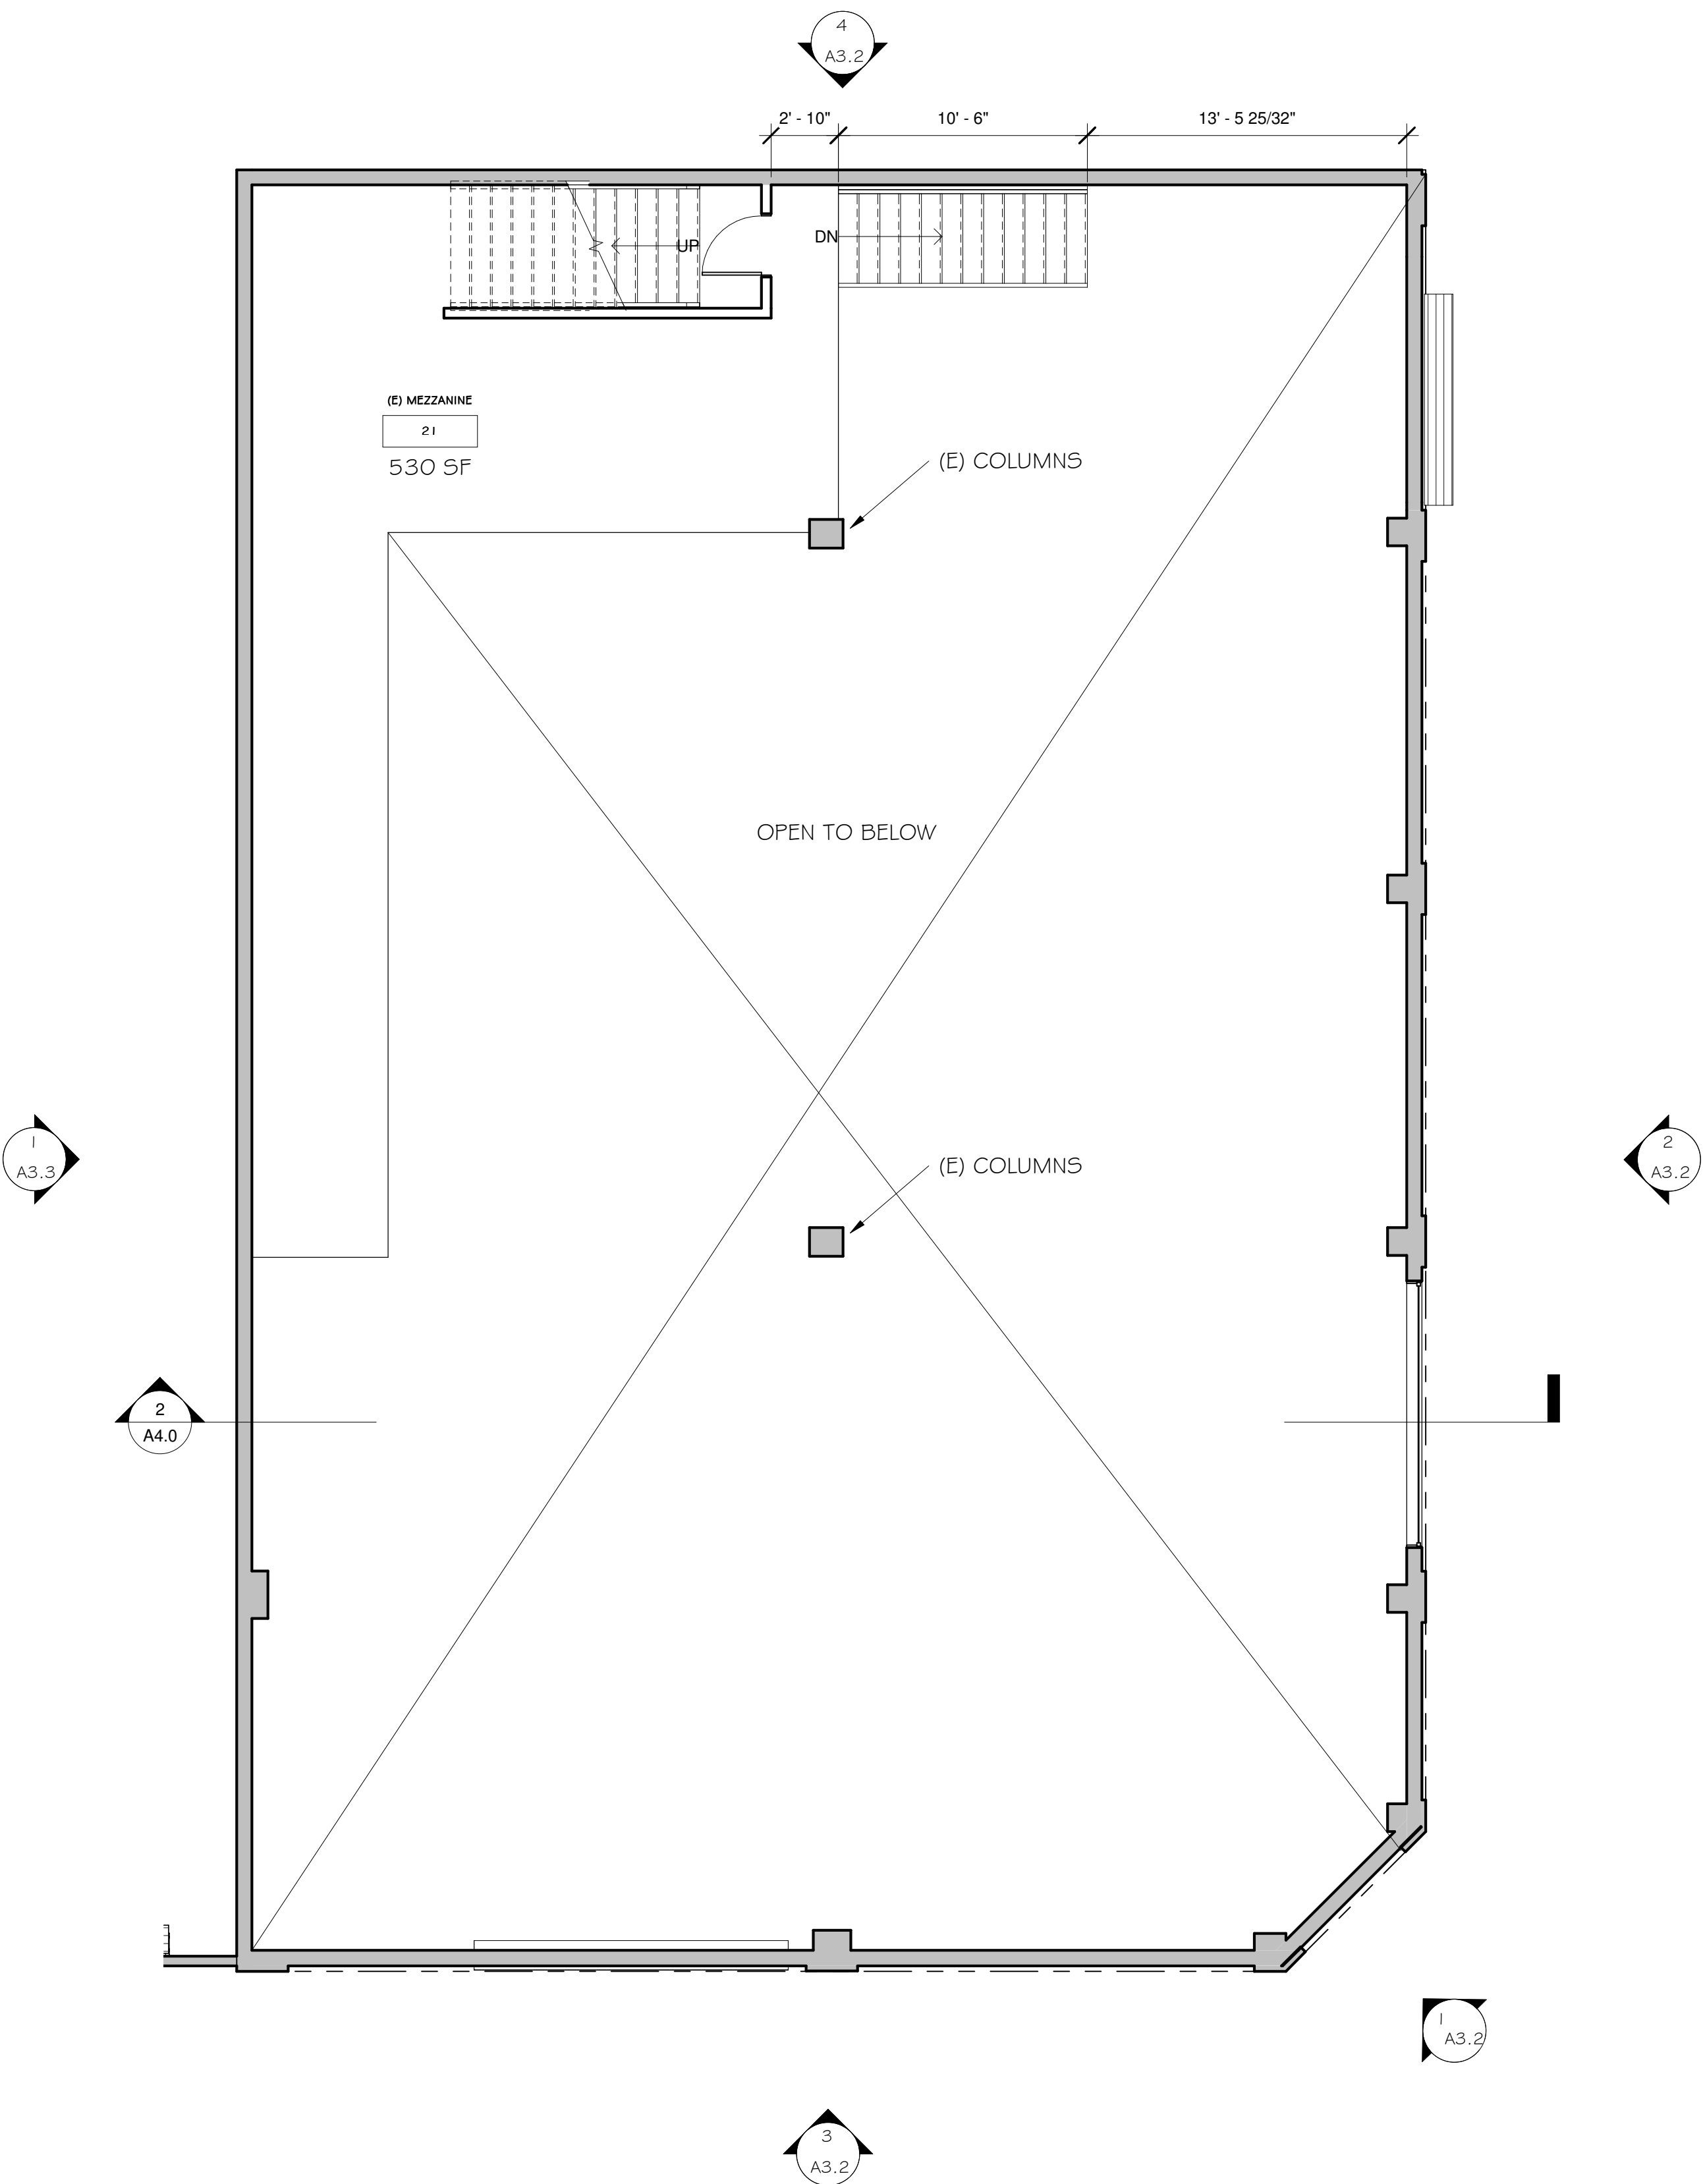 4
A3.2
2' - 10"
10' - 6"
13' - 5 25/32"
UP
DN
(E) MEZZANINE
21
530 SF
(E) COLUMNS
OPEN TO BELOW
1
A3.3
2
A3.2
(E) COLUMNS
2
A4.0
1
A3.2
3
A3.2